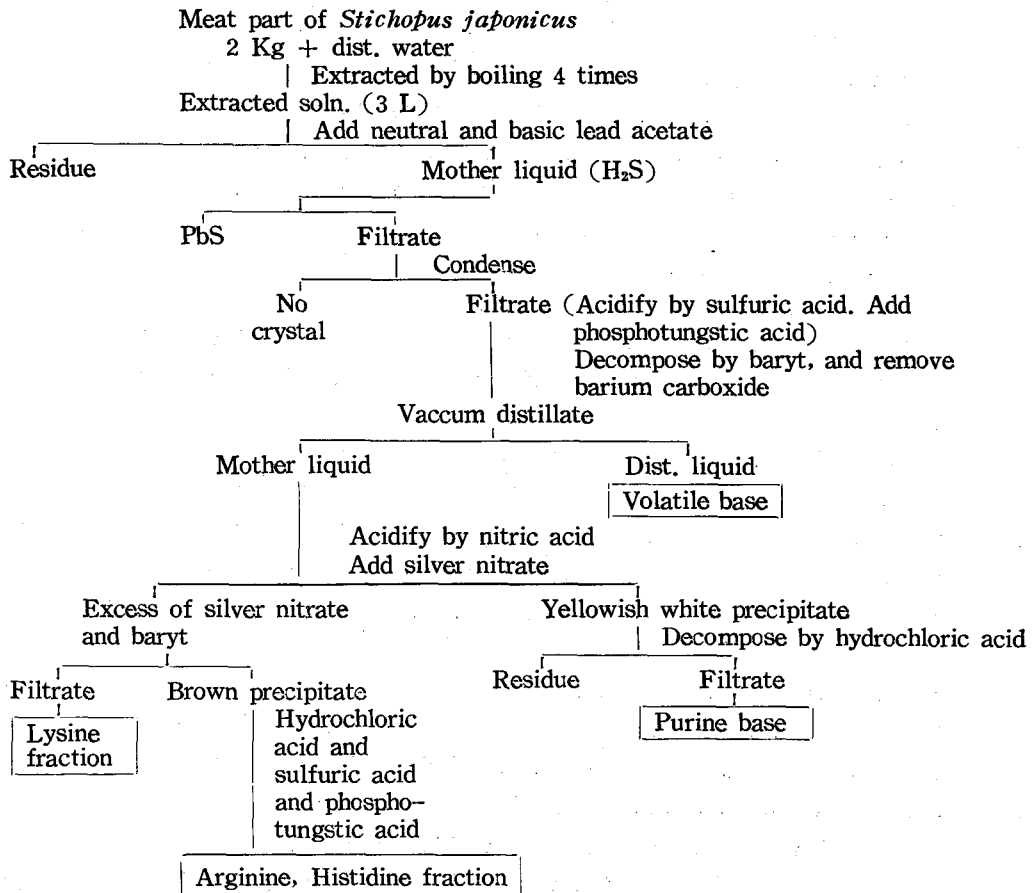 Meat part of Stichopus japonicus
2 Kg + dist. water
Extracted by boiling 4 times
Extracted soln. (3 L)
Add neutral and basic lead acetate
Residue
Mother liquid (H₂S)
PbS
Filtrate
Condense
No
crystal
Filtrate (Acidify by sulfuric acid. Add
phosphotungstic acid)
Decompose by baryt, and remove
barium carboxide
Vaccum distillate
Mother liquid
Dist. liquid
Volatile base
Acidify by nitric acid
Add silver nitrate
Excess of silver nitrate
and baryt
Yellowish white precipitate
Decompose by hydrochloric acid
Filtrate
Brown precipitate
Residue
Filtrate
Lysine
fraction
Hydrochloric
acid and
sulfuric acid
and phospho-
tungstic acid
Purine base
Arginine, Histidine fraction